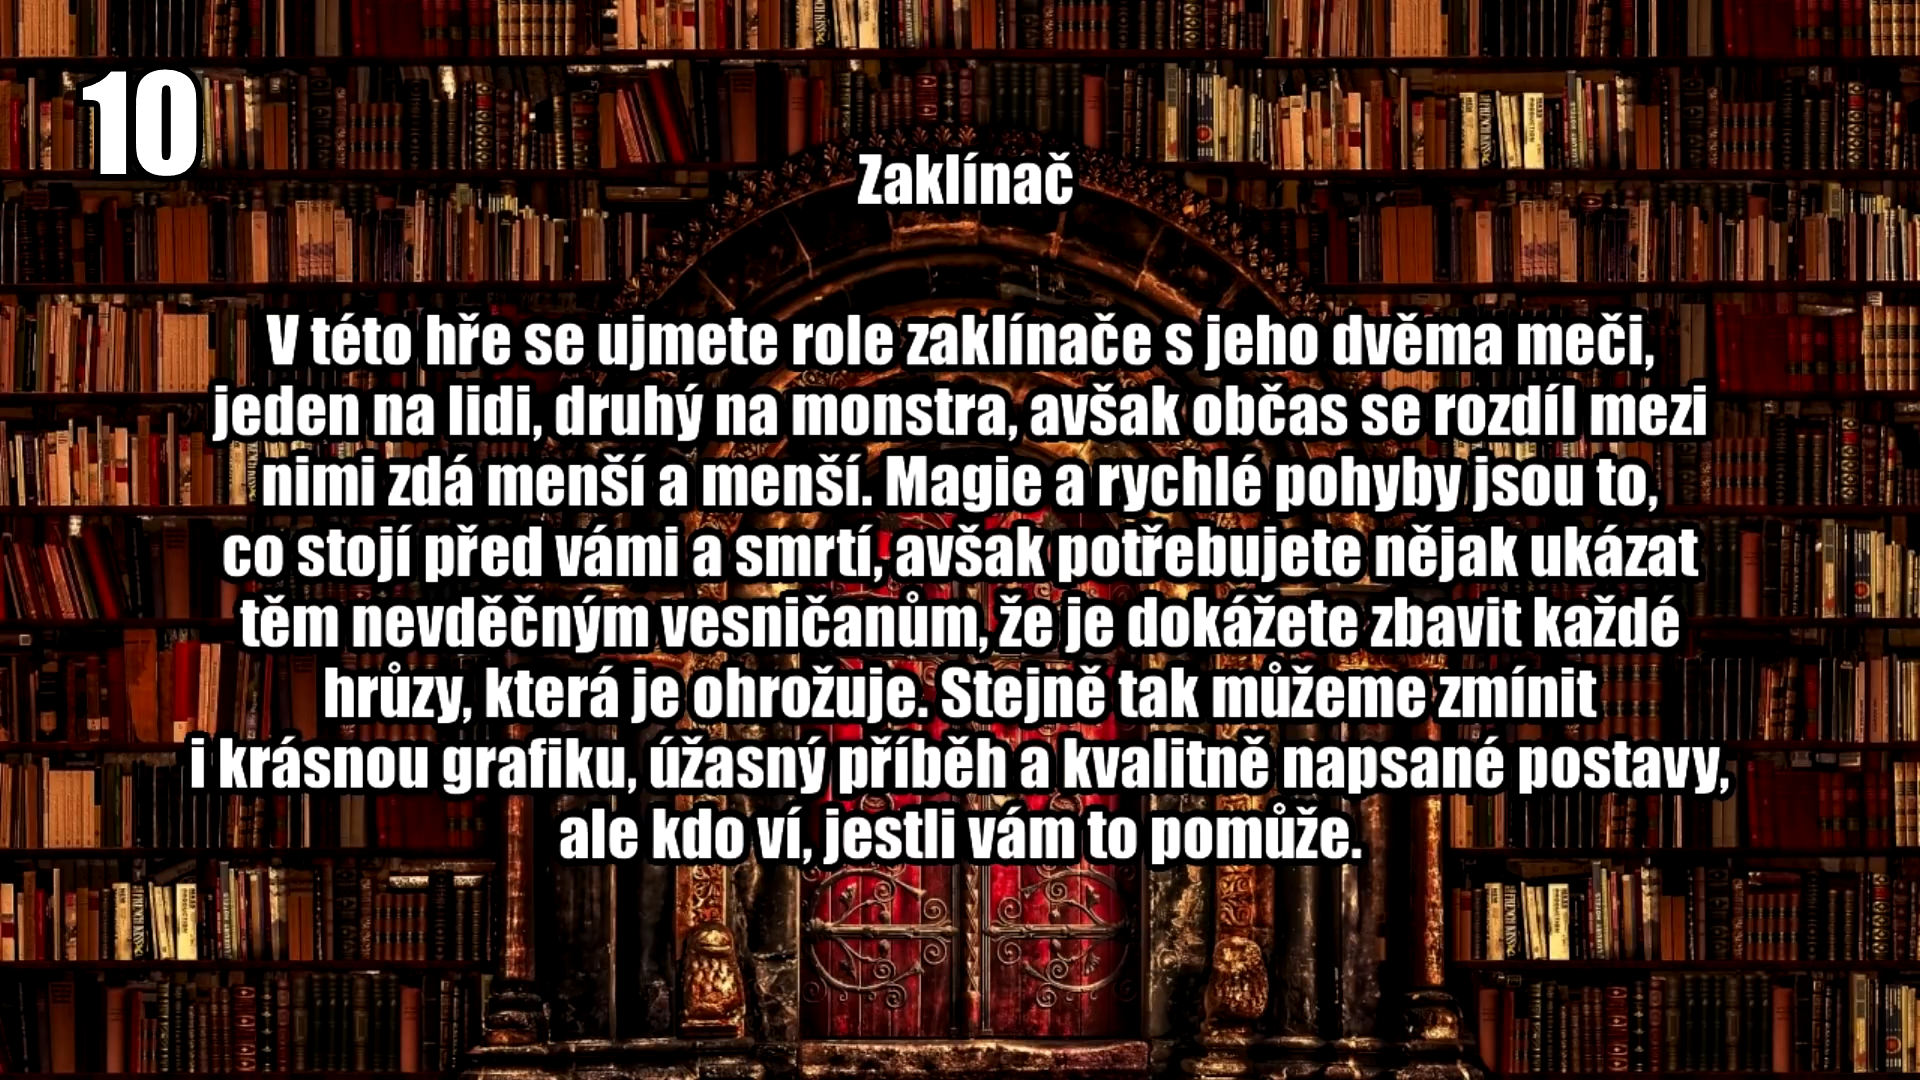 10
Zaklínač
V této hře se ujmete role zaklínače s jeho dvěma meči,
jeden na lidi, druhý na monstra, avšak občas se rozdíl mezi
nimi zdá menší a menší. Magie a rychlé pohyby jsou to,
co stojí před vámi a smrtí, avšak potřebujete nějak ukázat
těm nevděčným vesničanům, že je dokážete zbavit každé
hrůzy, která je ohrožuje. Stejně tak můžeme zmínit
i krásnou grafiku, úžasný příběh a kvalitně napsané postavy,
ale kdo ví, jestli vám to pomůže.